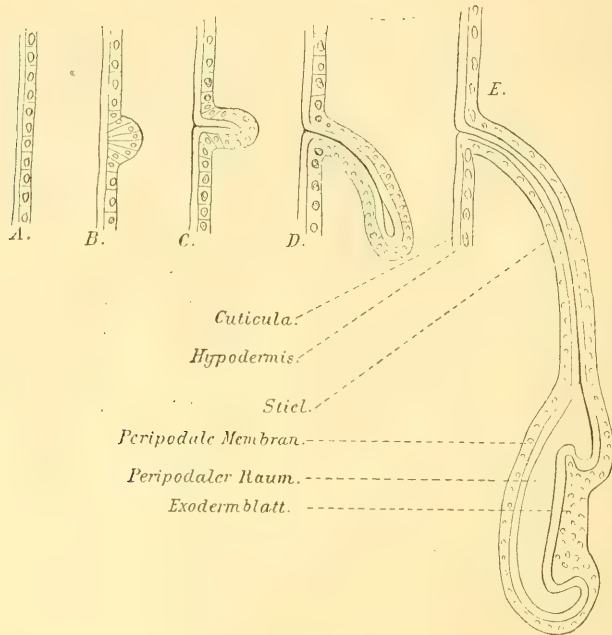 E.
A.
B.
C.
D.
Cuticula.
Hypodermis.
Stiel.
Peripodale Membran.
Peripodaler Raum.
Exodermblatt.